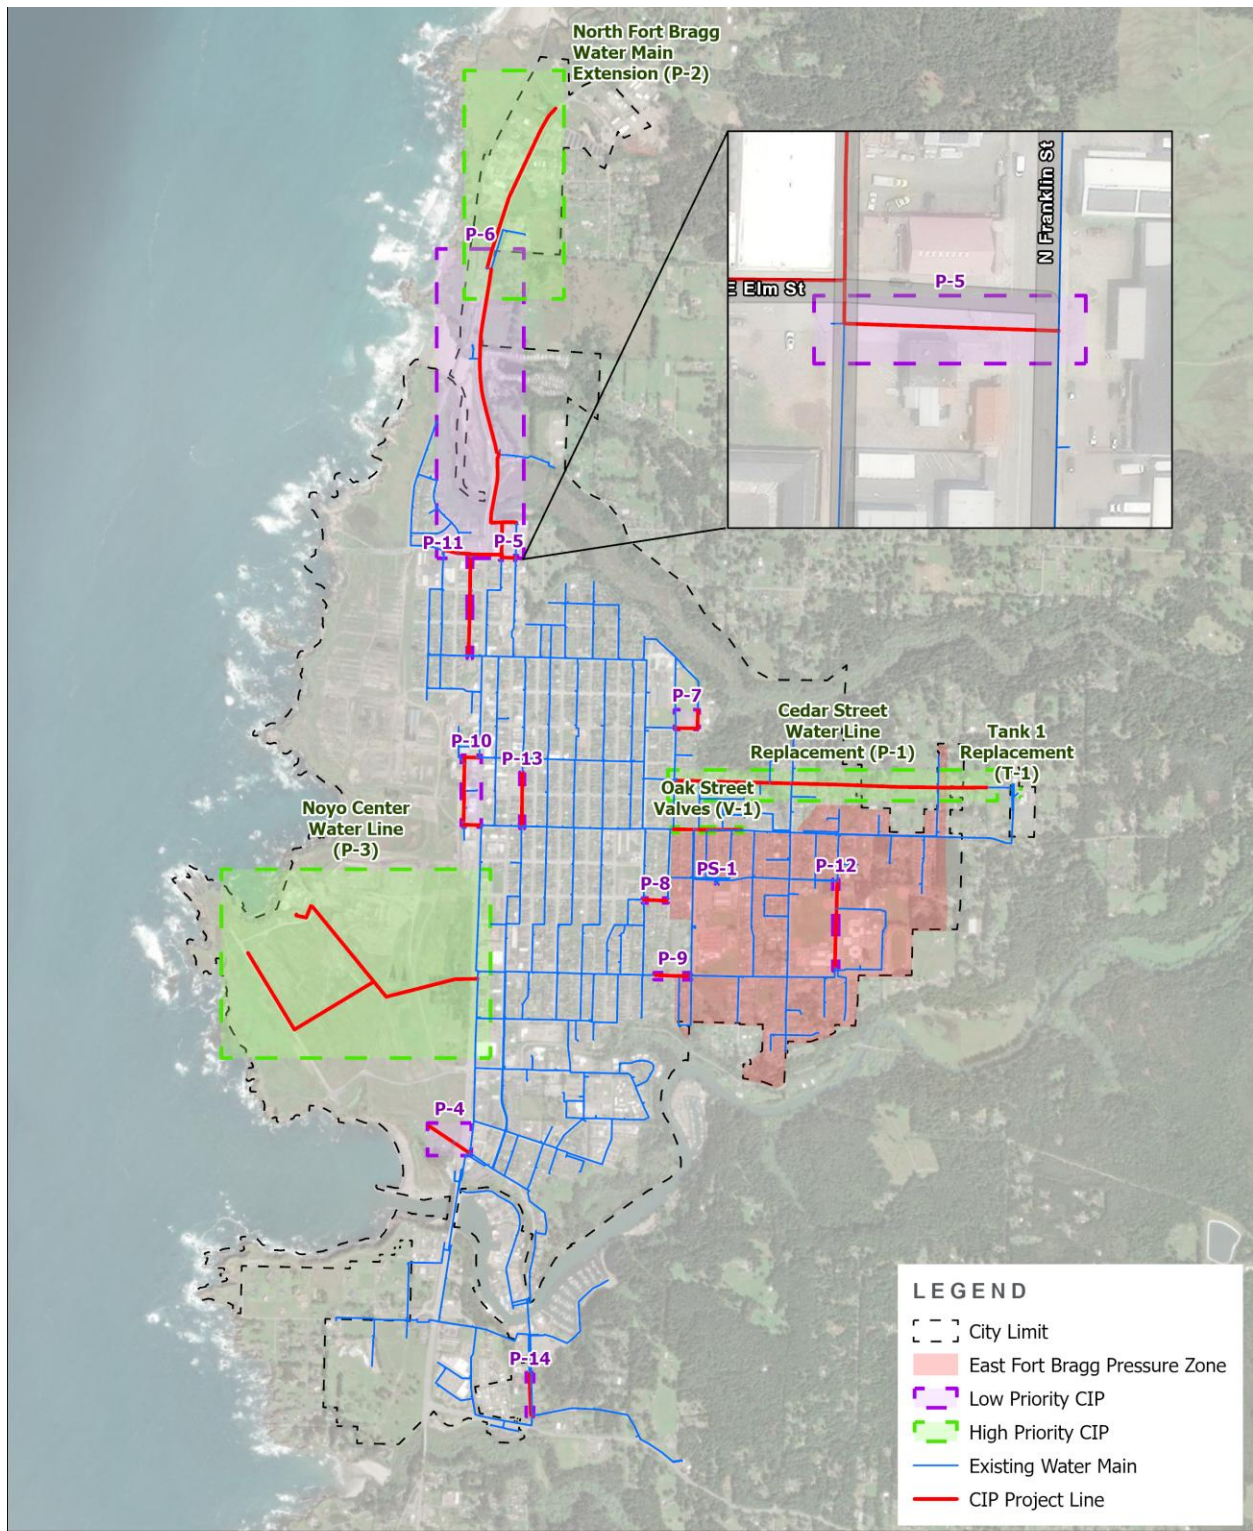 North Fort Bragg
Water Main
Extension (P-2)
P-6
N Franklin St
P-5
E Elm St
P-11
P-5
P-7
Cedar Street
Water Line
Replacement (P-1)
Tank 1
Replacement
(T-1)
P-10
P-13
Oak Street
Valves (V-1)
Noyo Center
Water Line
(P-3)
PS-1
P-12
P-8
P-9
P-4
P-14
LEGEND
City Limit
East Fort Bragg Pressure Zone
Low Priority CIP
High Priority CIP
Existing Water Main
CIP Project Line